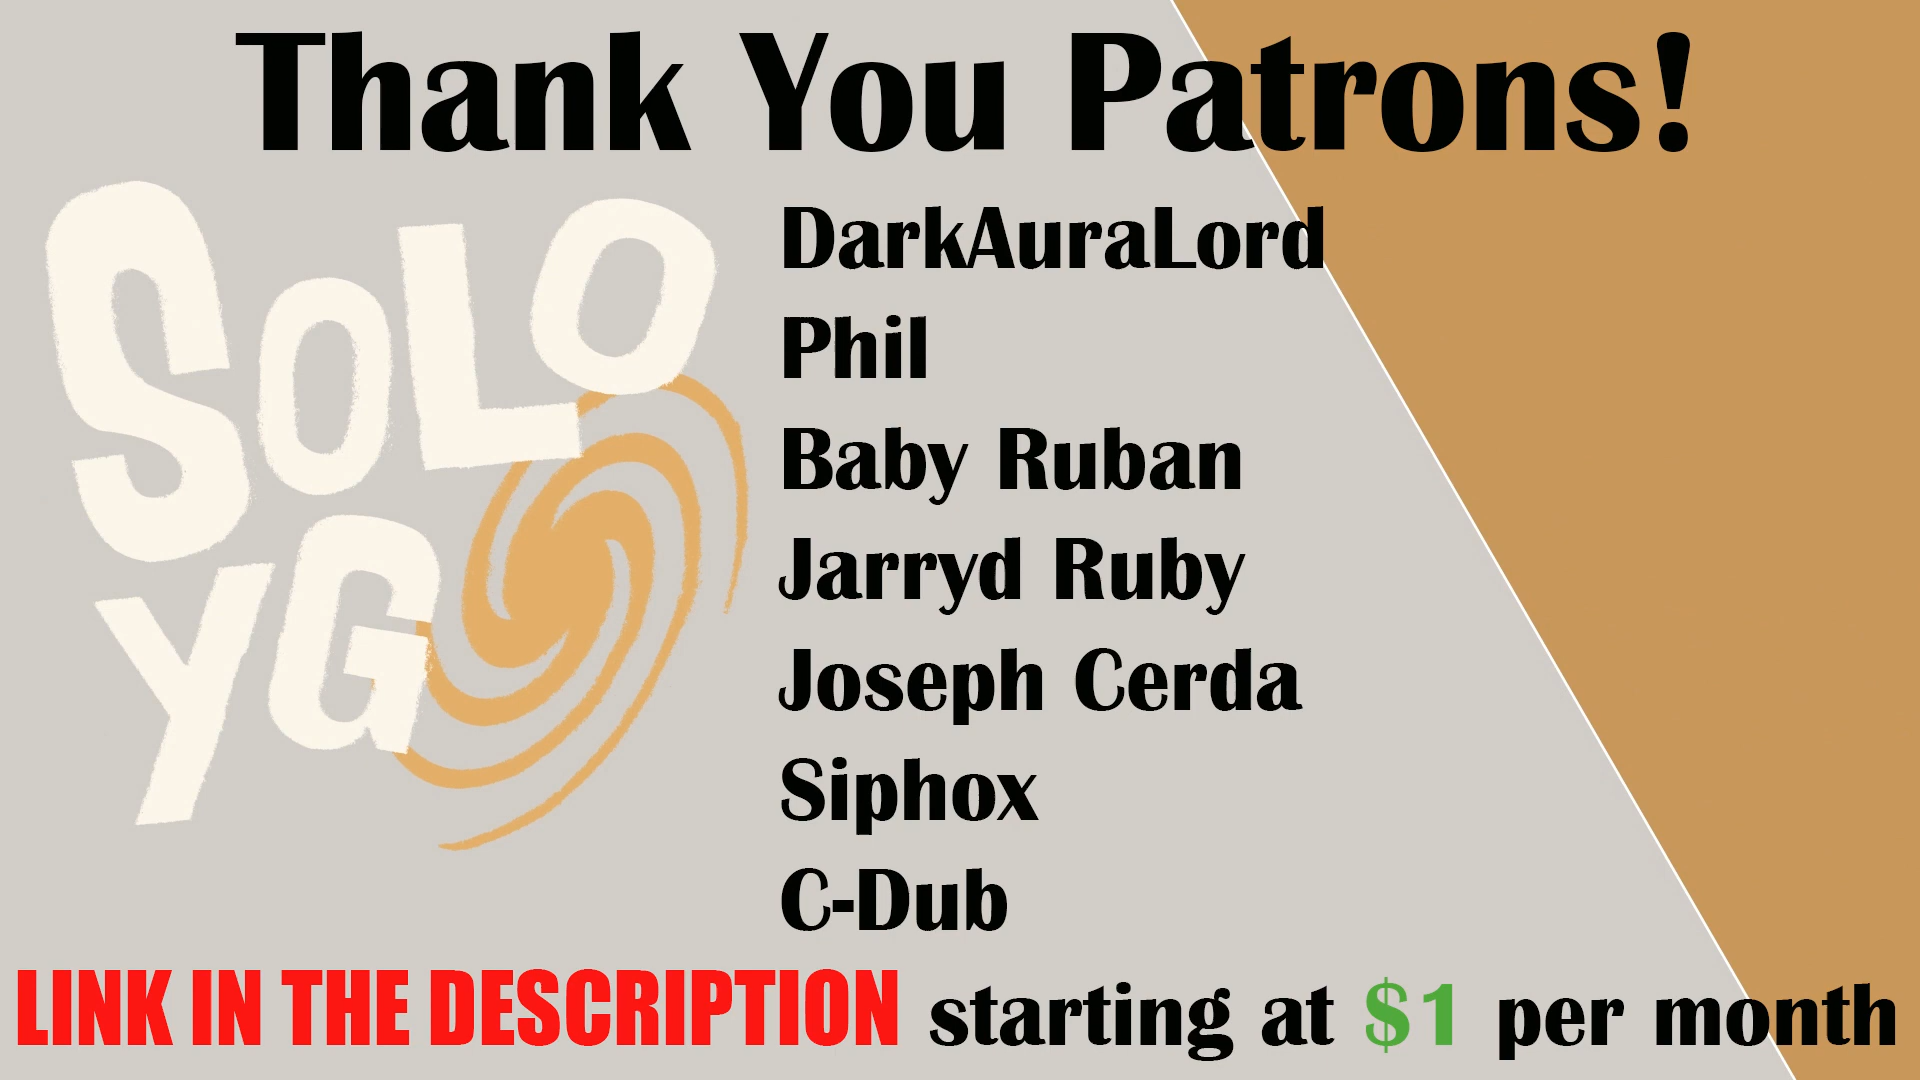 Thank You Patrons!
SOLO
YG
DarkAuraLord
Phil
Baby Ruban
Jarryd Ruby
Joseph Cerda
Siphox
C-Dub
LINK IN THE DESCRIPTION starting at $1 per month